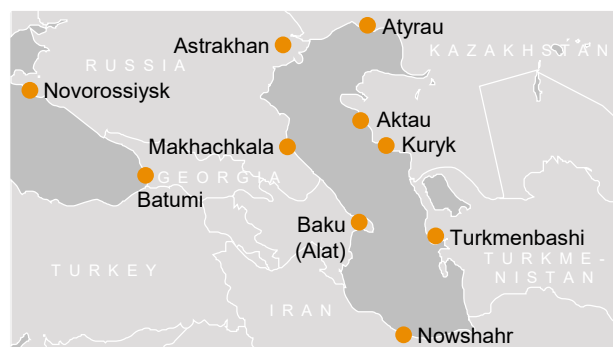 Astrakhan
Atyrau
KAZAKHSTAN
RUSSIA
Novorossiysk
Aktau
Makhachkala
Kuryk
GEORGIA
Batumi
Baku
(Alat)
Turkmenbashi
TURKEY
TURKME-
NISTAN
IRAN
Nowshahr